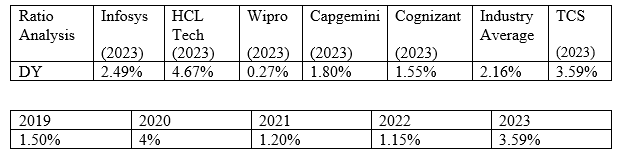 Ratio Analysis Infosys (2023) HCL Tech (2023) Wipro (2023) Capgemini (2023) Cognizant (2023) Industry Average TCS (2023)
DY 2.49% 4.67% 0.27% 1.80% 1.55% 2.16% 3.59%
2019 2020 2021 2022 2023
1.50% 4% 1.20% 1.15% 3.59%